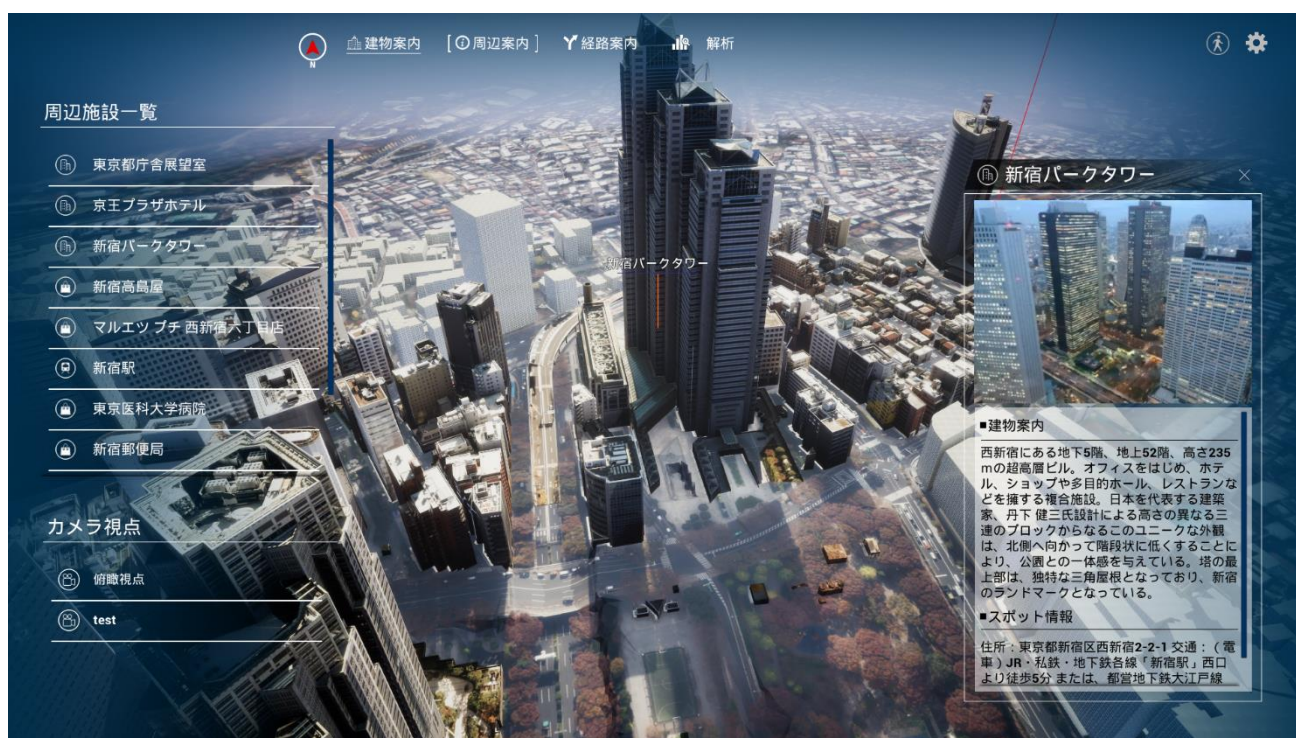 建物案内 [ 周辺案内 ] 経路案内 解析
N
周辺施設一覧
東京都庁舎展望室
京王プラザホテル
新宿パークタワー
新宿高島屋
マルエツ プチ 西新宿六丁目店
新宿駅
東京医科大学病院
新宿郵便局
カメラ視点
俯瞰視点
test
新宿パークタワー
新宿パークタワー
■建物案内
西新宿にある地下5階、地上52階、高さ235
mの超高層ビル。オフィスをはじめ、ホテ
ル、ショップや多目的ホール、レストランな
どを擁する複合施設。日本を代表する建築
家、丹下 健三氏設計による高さの異なる三
連のブロックからなるこのユニークな外観
は、北側へ向かって階段状に低くすることに
より、公園との一体感を与えている。塔の最
上部は、独特な三角屋根となっており、新宿
のランドマークとなっている。
■スポット情報
住所：東京都新宿区西新宿2-2-1 交通：（電
車）JR・私鉄・地下鉄各線「新宿駅」西口
より徒歩5分 または、都営地下鉄大江戸線